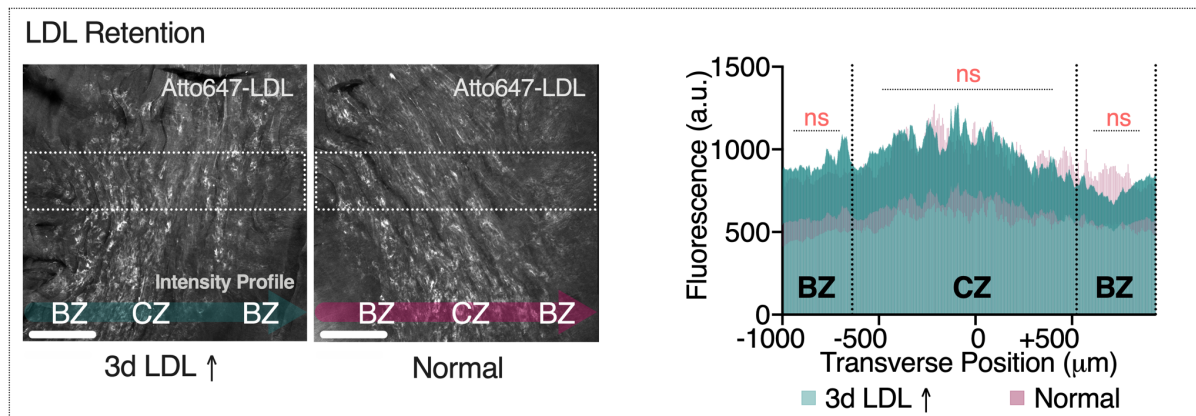 LDL Retention
Atto647-LDL
Intensity Profile
BZ CZ BZ
3d LDL ↑
Atto647-LDL
BZ CZ BZ
Normal
Fluorescence (a.u.)
1500
1000
500
0
ns
ns
ns
BZ CZ BZ
-1000 -500 0 +500
Transverse Position (μm)
3d LDL ↑ Normal